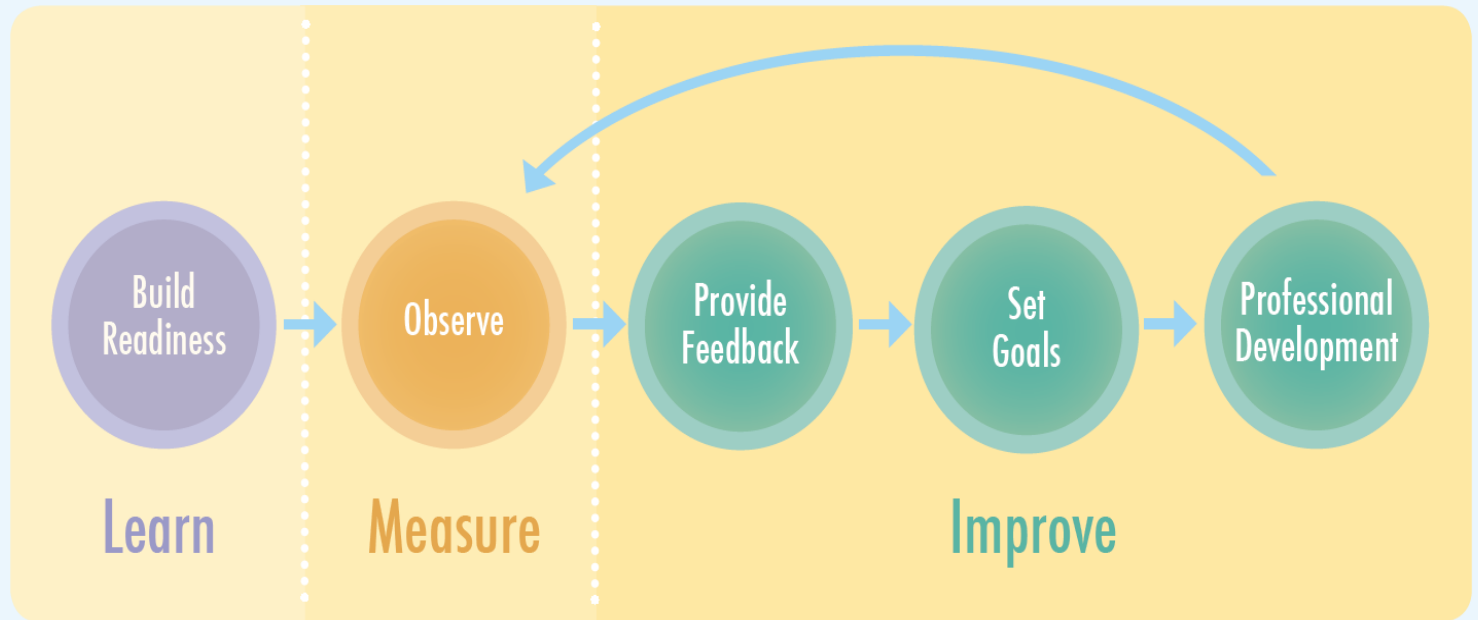 Build
Readiness
Observe
Provide
Feedback
Set
Goals
Professional
Development
Learn
Measure
Improve